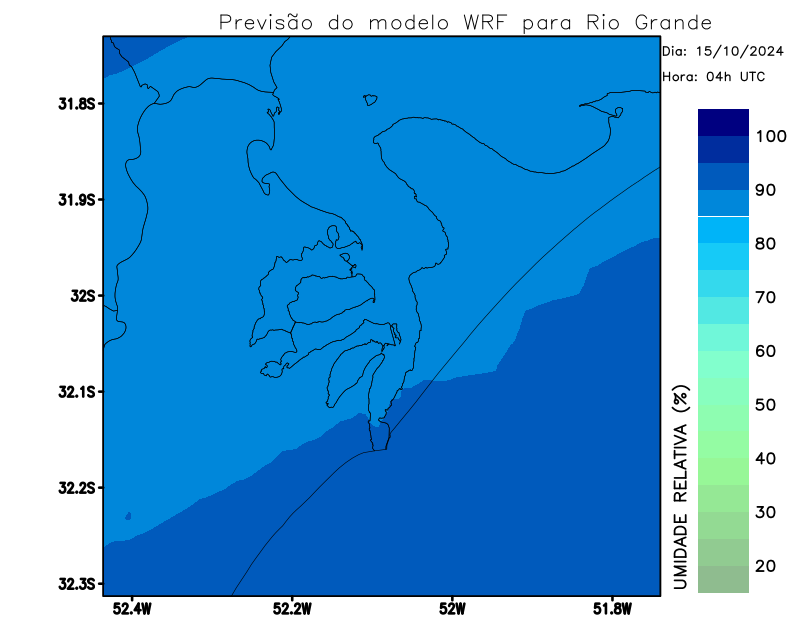 Previsão do modelo WRF para Rio Grande
Dia: 15/10/2024
Hora: 04h UTC
31.8S
31.9S
32S
32.1S
32.2S
32.3S
52.4W
52.2W
52W
51.8W
100
90
80
70
60
50
40
30
20
UMIDADE RELATIVA (%)